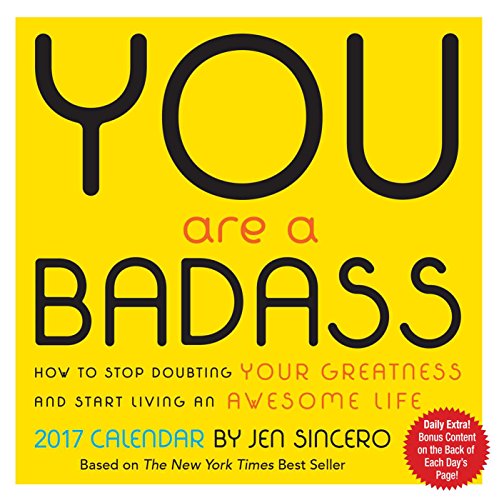 YOU
are a
BADASS
HOW TO STOP DOUBTING YOUR GREATNESS
AND START LIVING AN AWESOME LIFE
2017 CALENDAR BY JEN SINCERO
Based on The New York Times Best Seller
Daily Extra!
Bonus Content
on the Back of
Each Day's
Page!